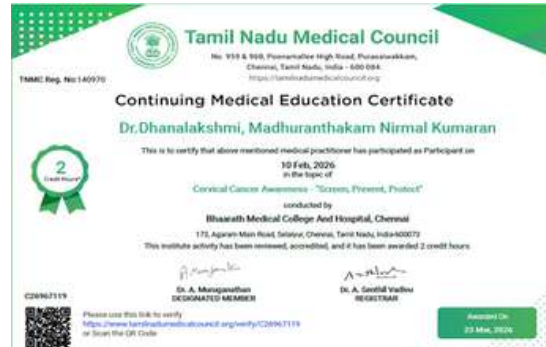 Tamil Nadu Medical Council
No. 959 & 960, Poonamallee High Road, Purasaiwakkam,
Chennai, Tamil Nadu, India - 600 084.
https://tamilnadumedicalcouncil.org
TNMC Reg. No:140970
Continuing Medical Education Certificate
Dr.Dhanalakshmi, Madhuranthakam Nirmal Kumaran
This is to certify that above mentioned medical practitioner has participated as Participant on
10 Feb, 2026
in the topic of
Cervical Cancer Awareness - "Screen, Prevent, Protect"
conducted by
Bhaarath Medical College And Hospital, Chennai
173, Agaram Main Road, Selaiyur, Chennai, Tamil Nadu, India-600073
This institute activity has been reviewed, accredited, and it has been awarded 2 credit hours
2
Credit Hours
Dr. A. Muruganathan
DESIGNATED MEMBER
Dr. A. Senthil Vadivu
REGISTRAR
C26967119
Please use this link to verify
https://www.tamilnadumedicalcouncil.org/verify/C26967119
or Scan the QR Code
Awarded On
23 Mar, 2026